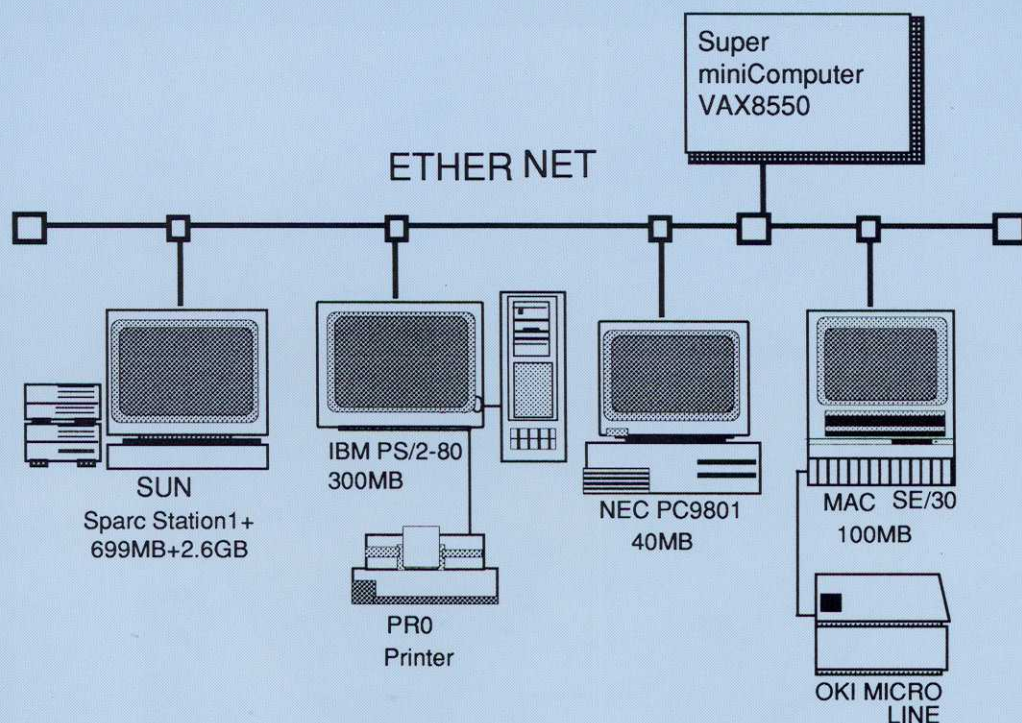 Super
miniComputer
VAX8550
ETHER NET
SUN
Sparc Station1+
699MB+2.6GB
IBM PS/2-80
300MB
PR0
Printer
NEC PC9801
40MB
MAC SE/30
100MB
OKI MICRO
LINE